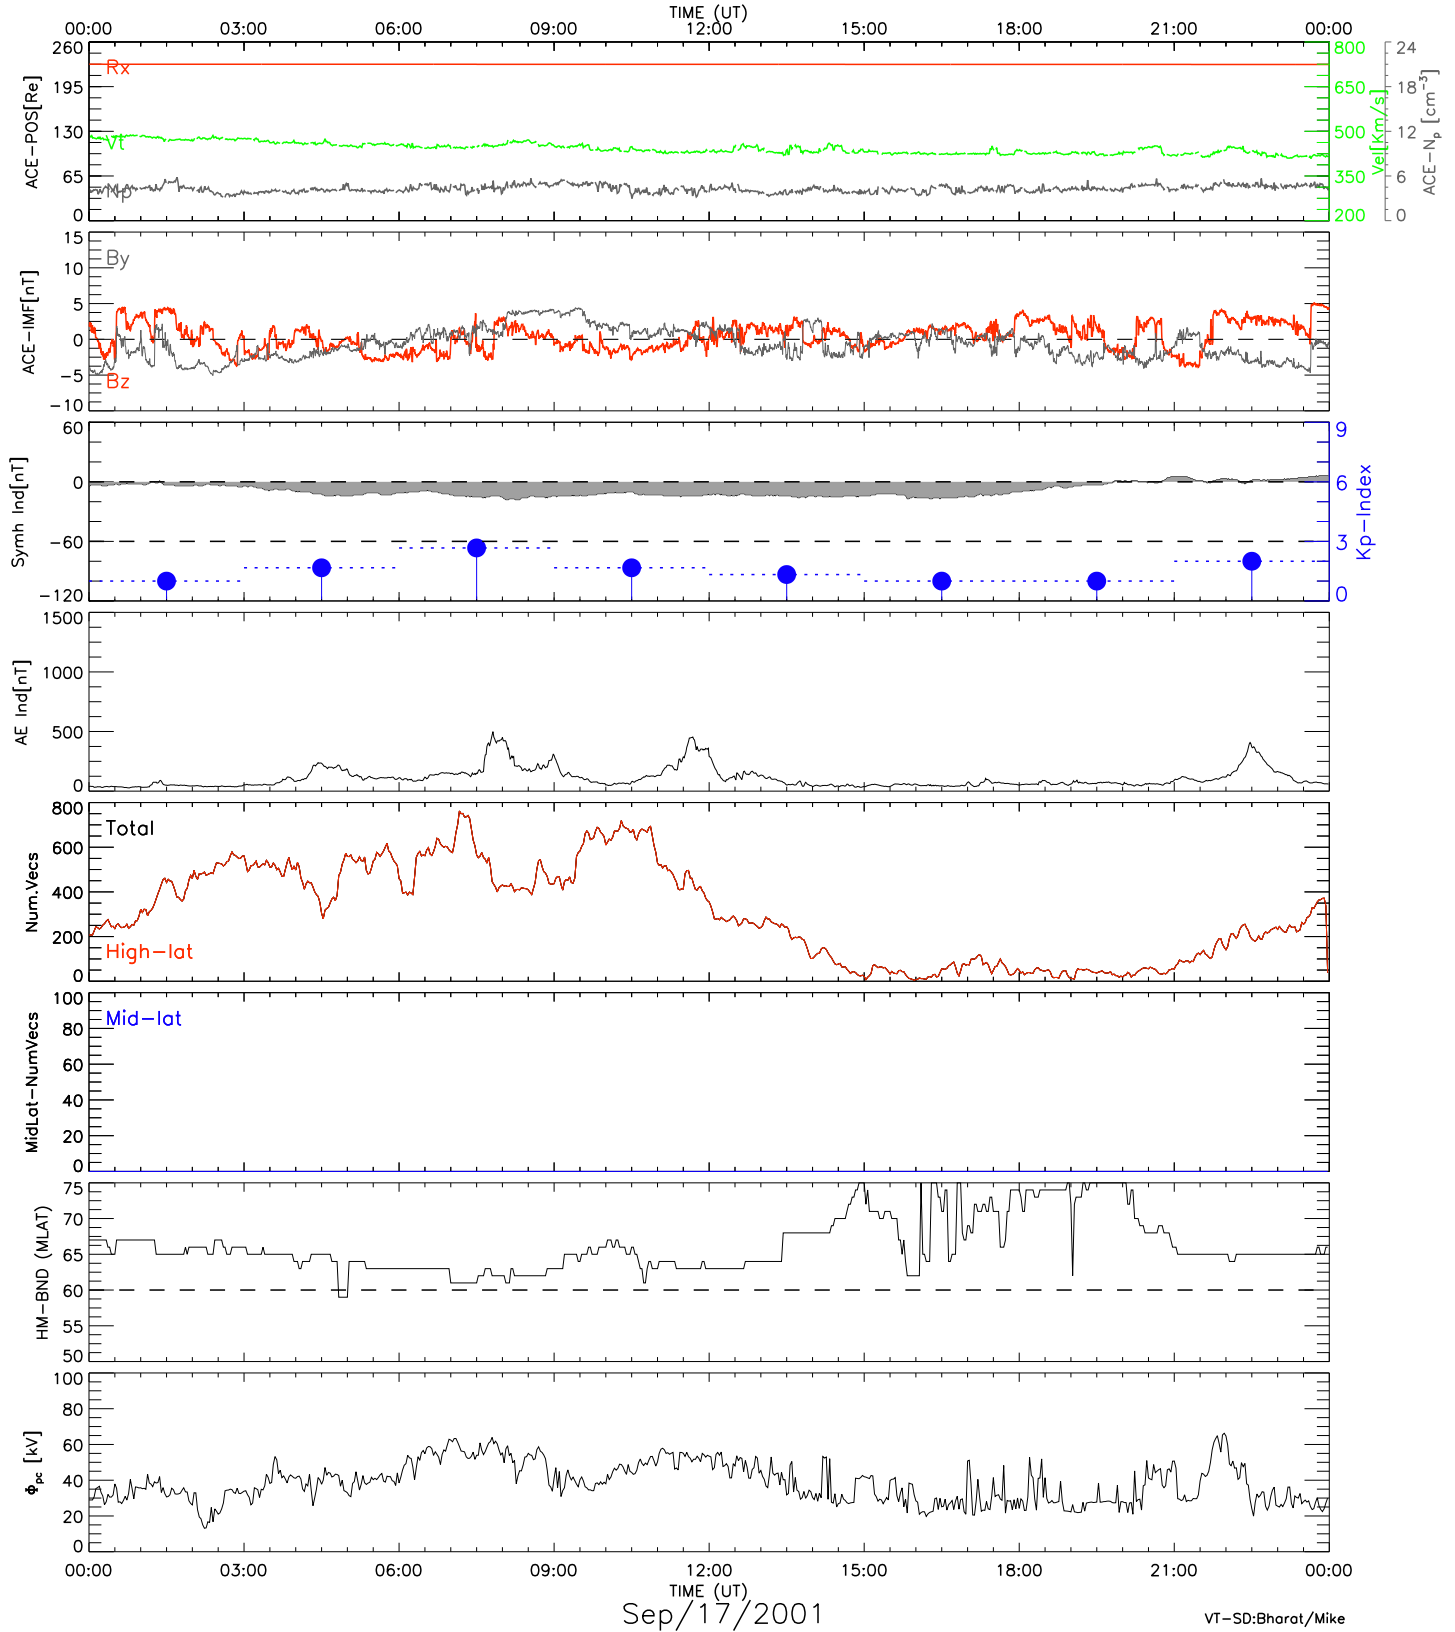 TIME (UT)
00:00 03:00 06:00 09:00 12:00 15:00 18:00 21:00 00:00
260 195 130 65 0
ACE-POS[Re]
Rx
Vt
Np
800 650 500 350 200
Vel[Km/s]
24 18 12 6 0
ACE-Np [cm-3]
15 10 5 0 -5 -10
ACE-IMF[nT]
By
Bz
60 0 -60 -120
Symh Ind[nT]
9 6 3 0
Kp-Index
1500 1000 500 0
AE Ind[nT]
800 600 400 200 0
Num.Vecs
Total
High-lat
100 80 60 40 20 0
MidLat-NumVecs
Mid-lat
75 70 65 60 55 50
HM-BND (MLAT)
100 80 60 40 20 0
Φpc [kV]
00:00 03:00 06:00 09:00 12:00 15:00 18:00 21:00 00:00
TIME (UT)
Sep/17/2001
VT-SD:Bharat/Mike